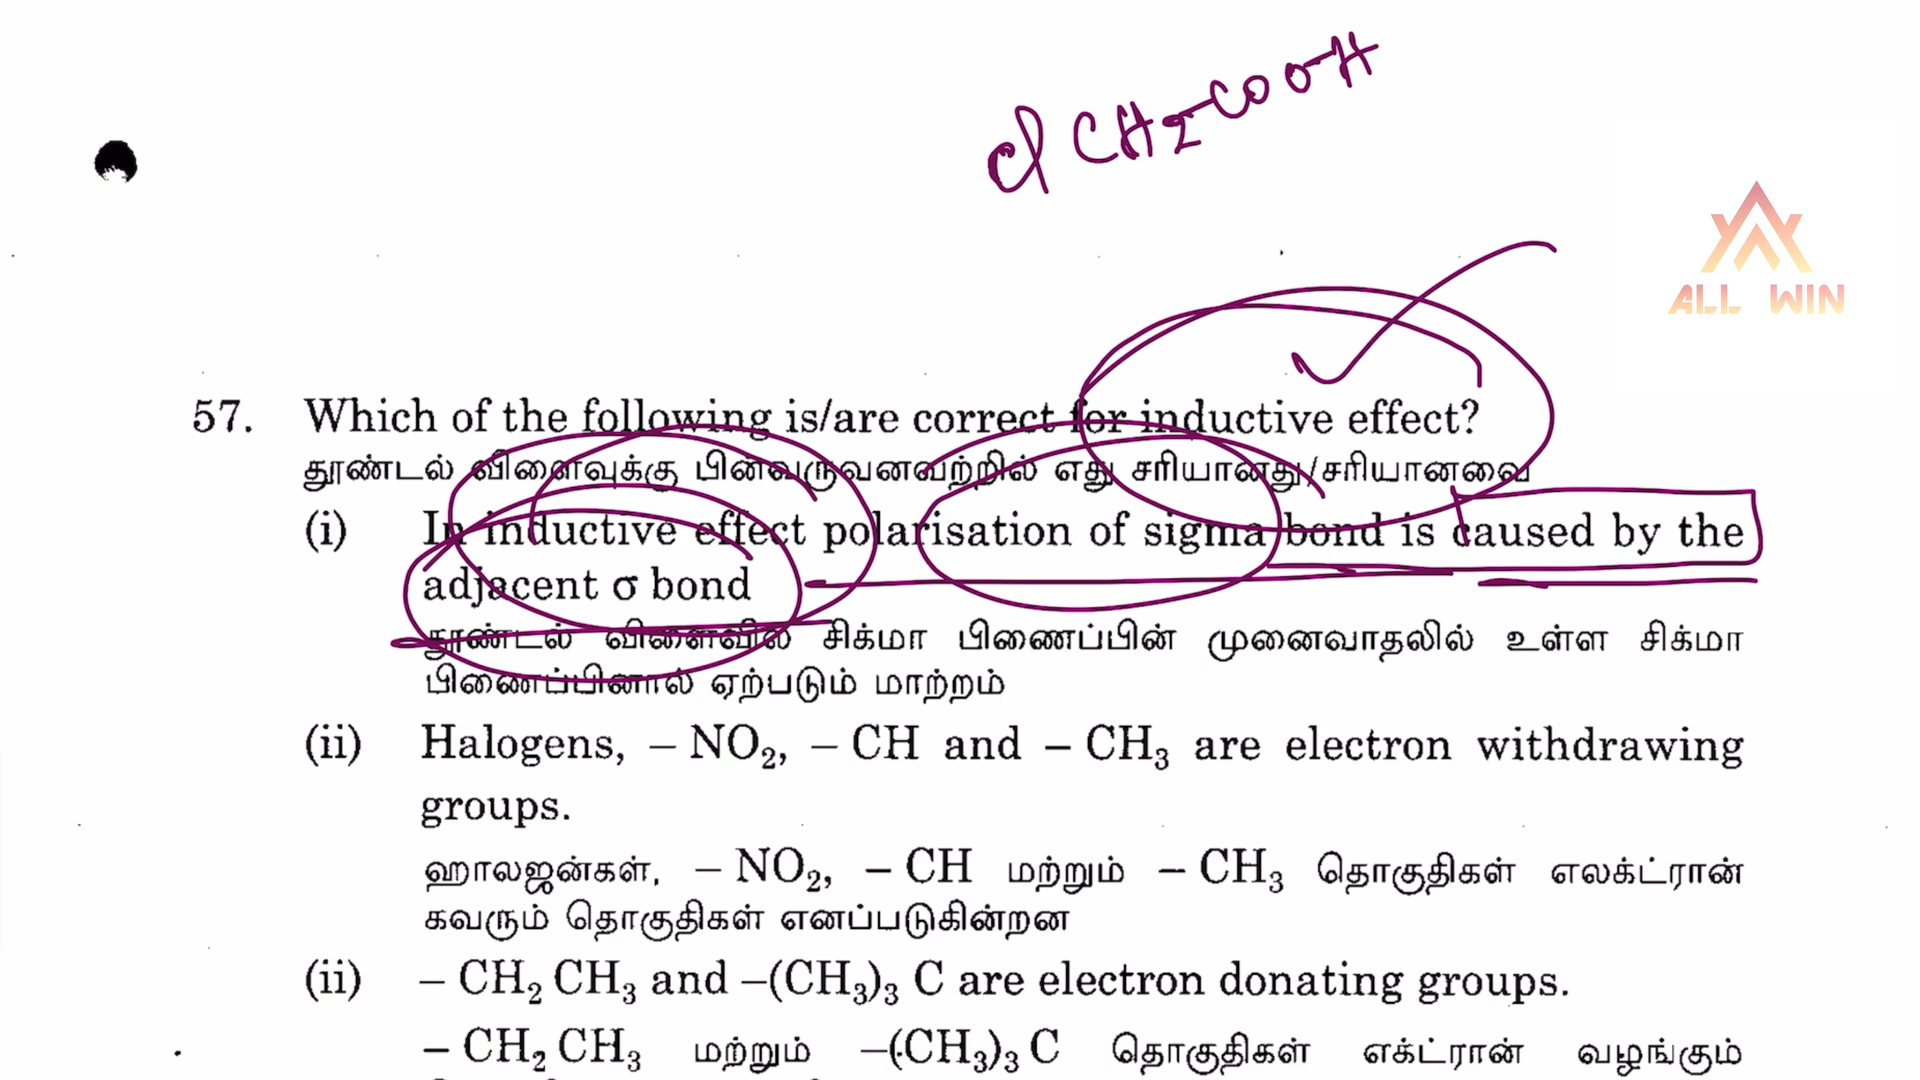 Cl CH2-COO-H
ALL WIN
57. Which of the following is/are correct for inductive effect?
தூண்டல் விளைவுக்கு பின்வருவனவற்றில் எது சரியானது/சரியானவை
(i) In inductive effect polarisation of sigma bond is caused by the
adjacent σ bond
தூண்டல் விளைவில் சிக்மா பிணைப்பின் முனைவாதலில் உள்ள சிக்மா
பிணைப்பினால் ஏற்படும் மாற்றம்
(ii) Halogens, – NO₂, – CH and – CH₃ are electron withdrawing
groups.
ஹாலஜன்கள், – NO₂, – CH மற்றும் – CH₃ தொகுதிகள் எலக்ட்ரான்
கவரும் தொகுதிகள் எனப்படுகின்றன
(ii) – CH₂ CH₃ and –(CH₃)₃ C are electron donating groups.
– CH₂ CH₃ மற்றும் –(CH₃)₃ C தொகுதிகள் எக்ட்ரான் வழங்கும்